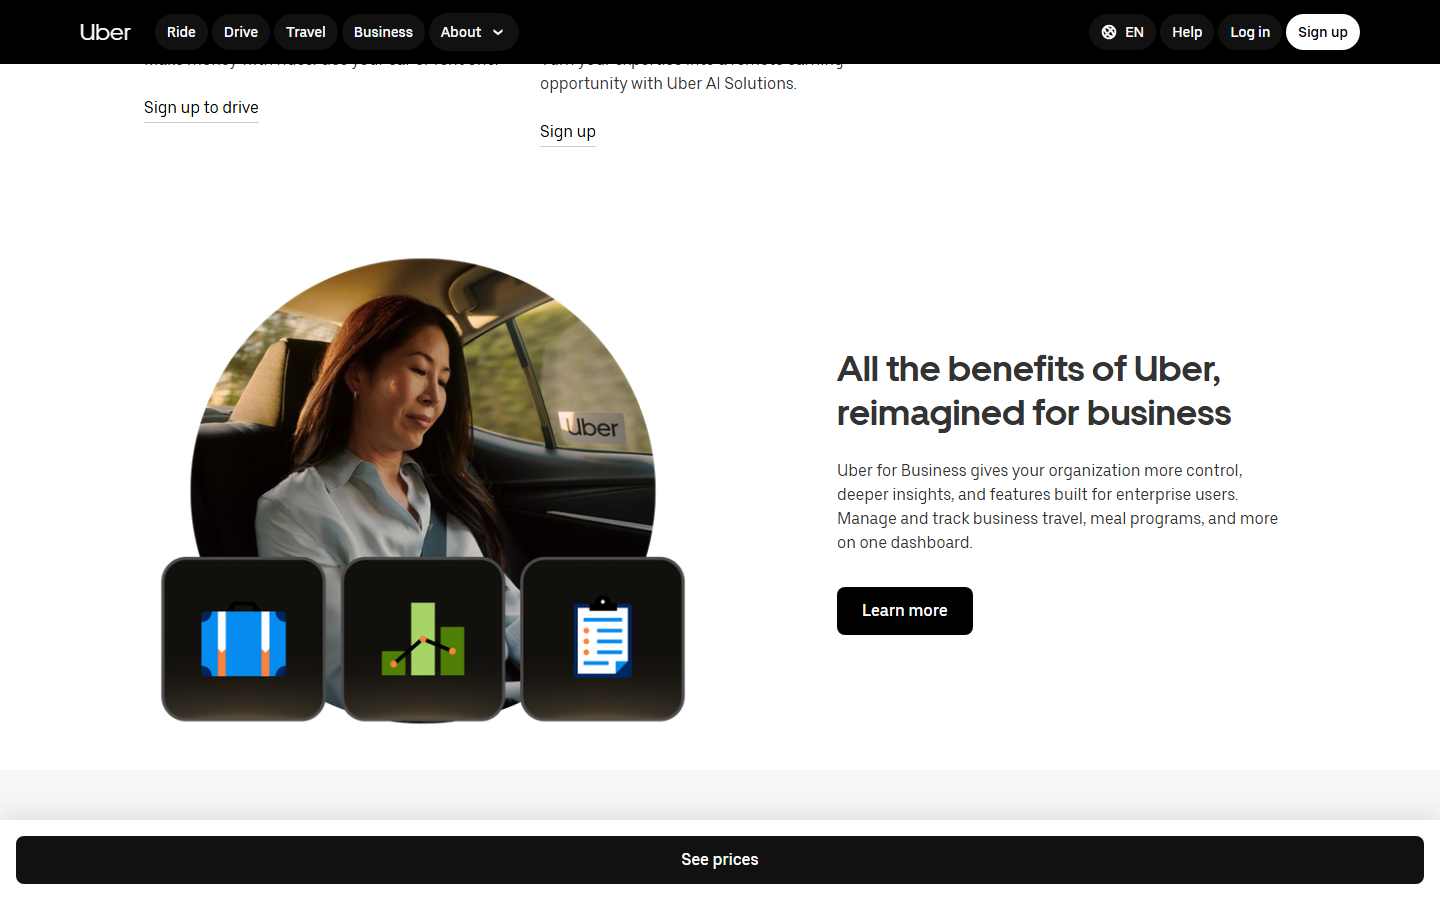 Uber
Ride
Drive
Travel
Business
About
EN
Help
Log in
Sign up
opportunity with Uber AI Solutions.
Sign up to drive
Sign up
Uber
All the benefits of Uber,
reimagined for business
Uber for Business gives your organization more control,
deeper insights, and features built for enterprise users.
Manage and track business travel, meal programs, and more
on one dashboard.
Learn more
See prices